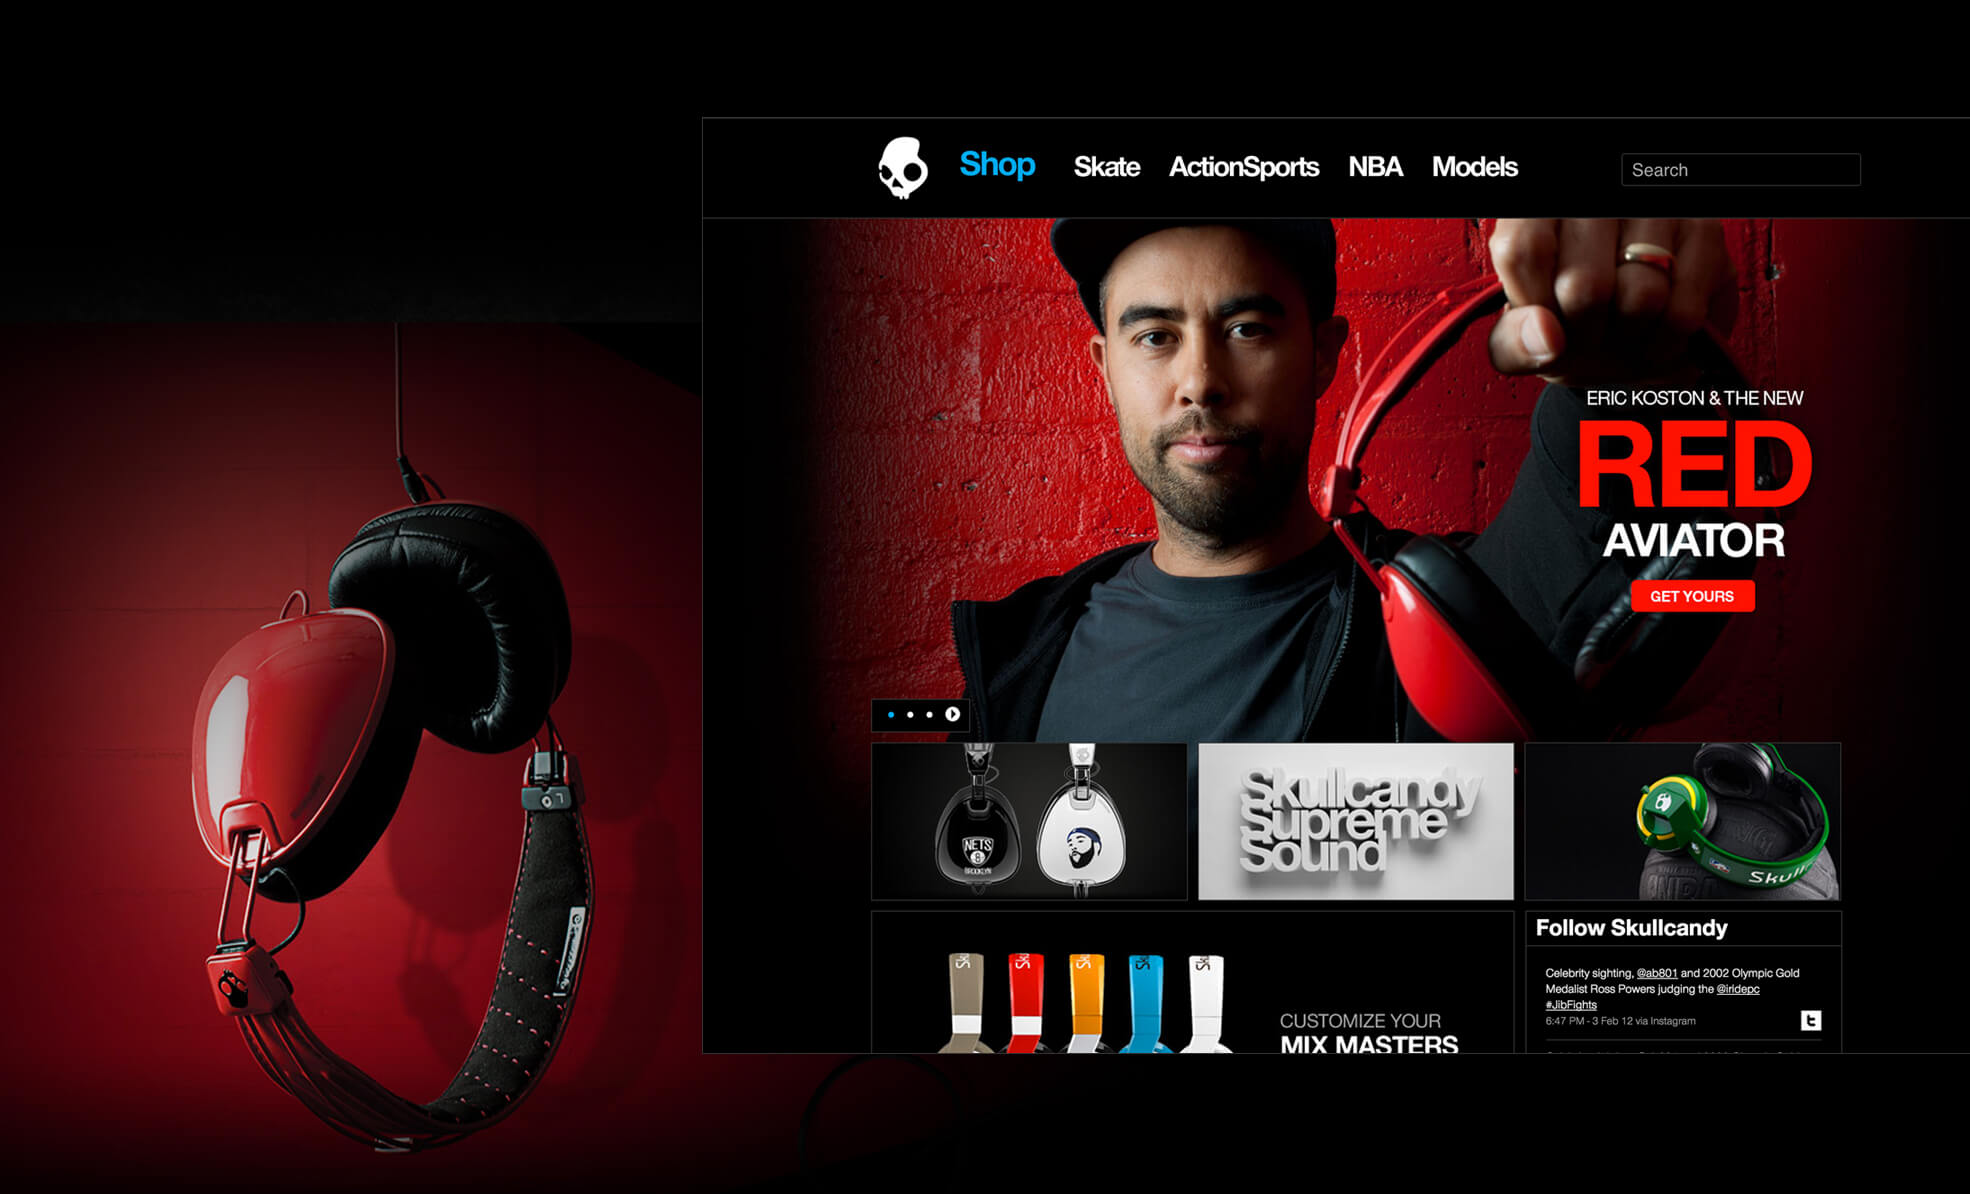 Shop
Skate
ActionSports
NBA
Models
Search
ERIC KOSTON & THE NEW
RED
AVIATOR
GET YOURS
NETS
BROOKLYN
Skullcandy
Supreme
Sound
Skull
Follow Skullcandy
Celebrity sighting, @ab801 and 2002 Olympic Gold
Medalist Ross Powers judging the @irldepc
#JibFights
6:47 PM - 3 Feb 12 via Instagram
CUSTOMIZE YOUR
MIX MASTERS